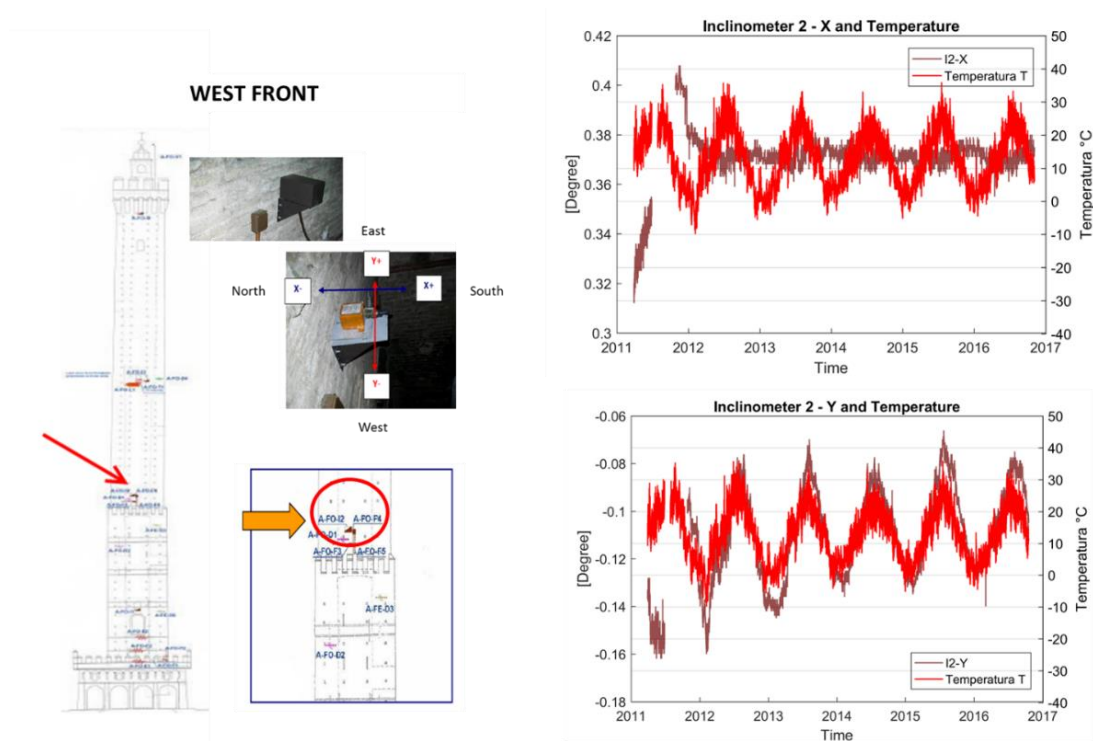 WEST FRONT
East
North
South
West
Y+
X-
X+
Y-
A-FO-I2
A-FO-F4
A-FO-D1
A-FO-F3
A-FO-F5
A-FE-D3
A-FO-D2
Inclinometer 2 - X and Temperature
I2-X
Temperatura T
[Degree]
0.42
0.4
0.38
0.36
0.34
0.32
0.3
50
40
30
20
10
0
-10
-20
-30
-40
Temperatura °C
2011 2012 2013 2014 2015 2016 2017
Time
Inclinometer 2 - Y and Temperature
I2-Y
Temperatura T
[Degree]
-0.06
-0.08
-0.1
-0.12
-0.14
-0.16
-0.18
50
40
30
20
10
0
-10
-20
-30
-40
Temperatura °C
2011 2012 2013 2014 2015 2016 2017
Time